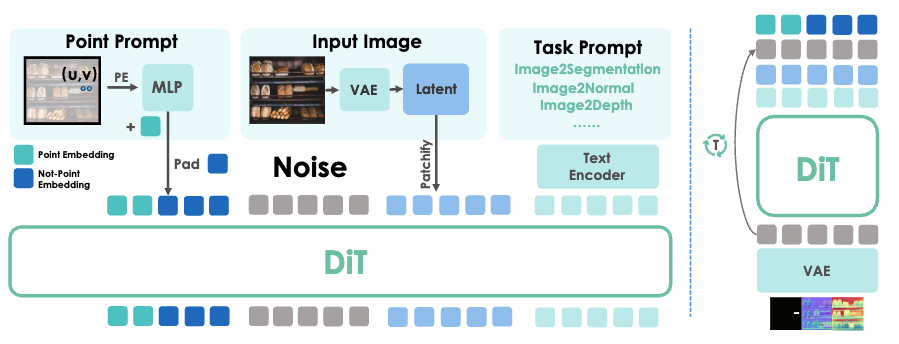 Point Prompt
(u,v)
PE
MLP
+
Point Embedding
Not-Point
Embedding
Pad
Input Image
VAE
Latent
Noise
Patchify
Task Prompt
Image2Segmentation
Image2Normal
Image2Depth
......
Text
Encoder
DiT
T
DiT
VAE